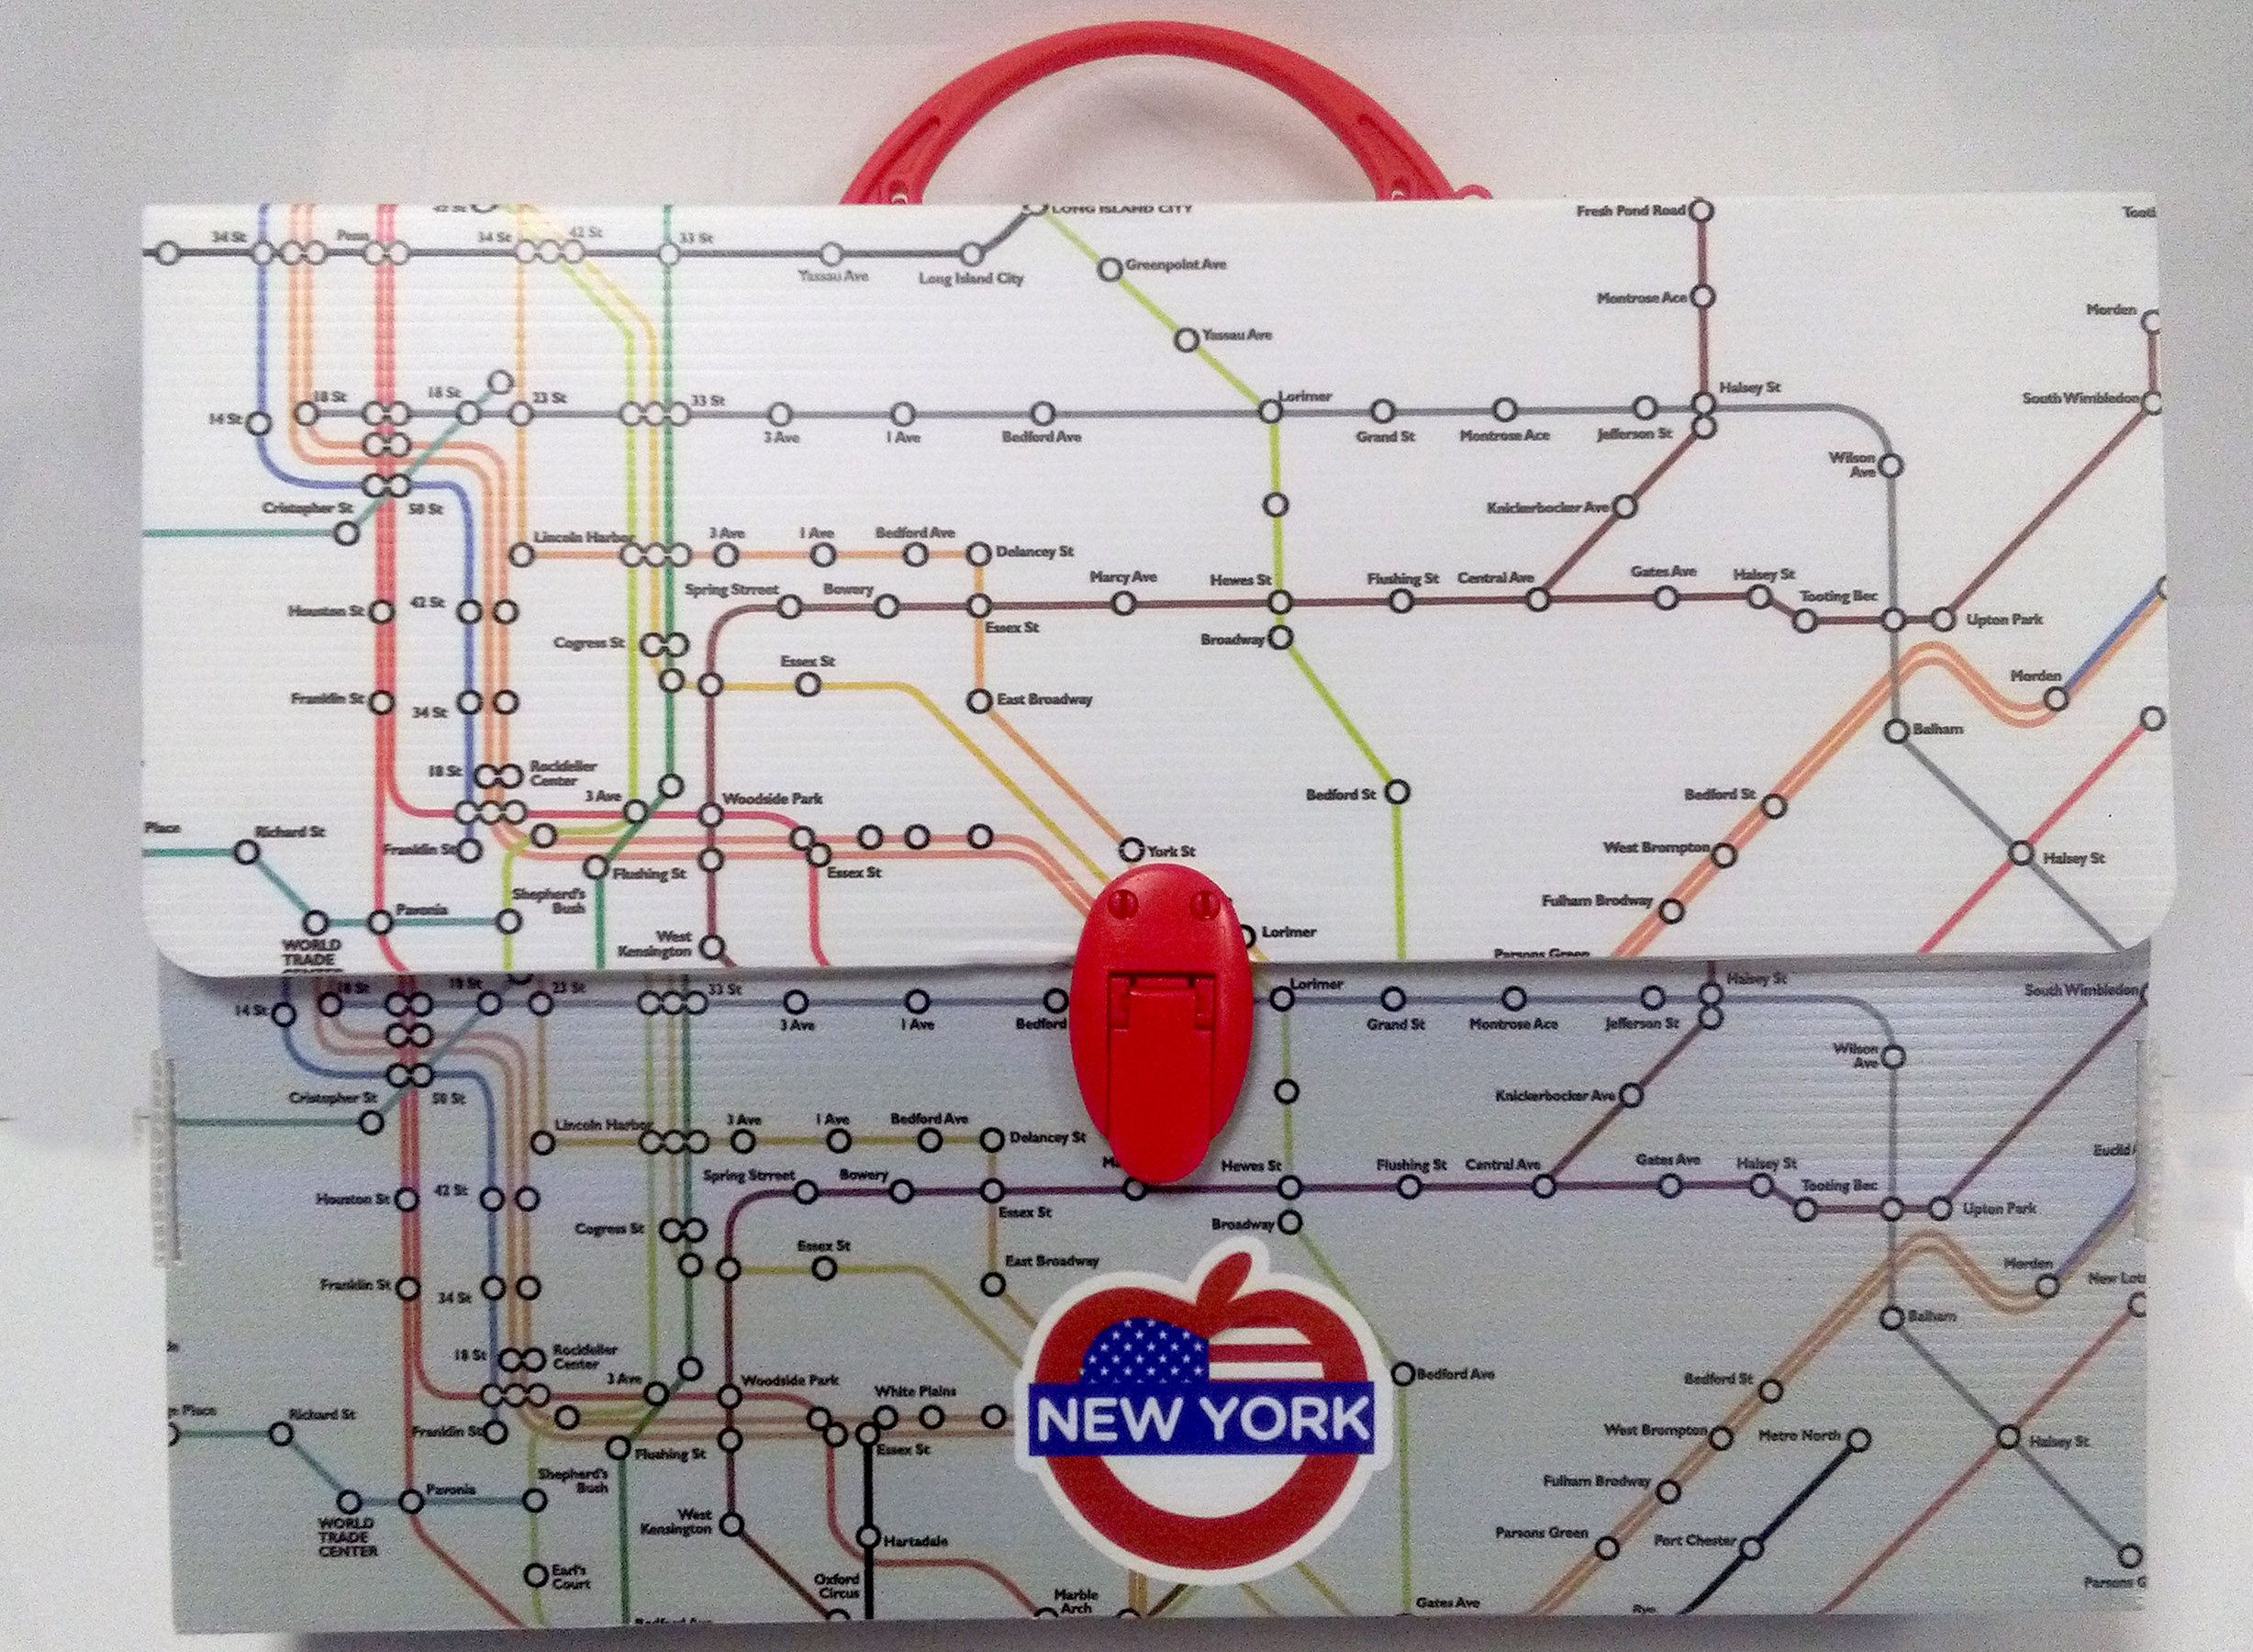 42 St
LONG ISLAND CITY
Fresh Pond Road
34 St
Penn
34 St
42 St
33 St
Yassau Ave
Long Island City
Greenpoint Ave
Montrose Ace
Morden
Yassau Ave
18 St
18 St
23 St
33 St
Lorimer
Halsey St
South Wimbledon
14 St
3 Ave
1 Ave
Bedford Ave
Grand St
Montrose Ace
Jefferson St
Wilson
Ave
Cristopher St
50 St
Knickerbocker Ave
Lincoln Harbor
3 Ave
1 Ave
Bedford Ave
Delancey St
Houston St
42 St
Spring Strreet
Bowery
Marcy Ave
Hewes St
Flushing St
Central Ave
Gates Ave
Halsey St
Tooting Bec
Upton Park
Essex St
Cogress St
Broadway
Essex St
Franklin St
34 St
East Broadway
Morden
Balham
18 St
Rockfeller
Center
3 Ave
Woodside Park
Bedford St
Bedford St
Place
Richard St
Franklin St
Flushing St
Essex St
York St
West Brompton
Halsey St
Shepherd's
Bush
Pavonia
Fulham Brodway
WORLD
TRADE
CENTER
West
Kensington
Lorimer
Parsons Green
18 St
18 St
23 St
33 St
Lorimer
Halsey St
South Wimbledon
14 St
3 Ave
1 Ave
Bedford
Grand St
Montrose Ace
Jefferson St
Wilson
Ave
Cristopher St
50 St
Knickerbocker Ave
Lincoln Harbor
3 Ave
1 Ave
Bedford Ave
Delancey St
Euclid
Houston St
42 St
Spring Strreet
Bowery
Hewes St
Flushing St
Central Ave
Gates Ave
Halsey St
Tooting Bec
Upton Park
Essex St
Cogress St
Broadway
Essex St
East Broadway
Franklin St
34 St
Morden
New Lots
Balham
18 St
Rockfeller
Center
3 Ave
Woodside Park
White Plains
Bedford Ave
Bedford St
Place
Richard St
Franklin St
Flushing St
Essex St
NEW YORK
West Brompton
Metro North
Halsey St
Shepherd's
Bush
Pavonia
Fulham Brodway
WORLD
TRADE
CENTER
West
Kensington
Hartsdale
Parsons Green
Port Chester
Earl's
Court
Oxford
Circus
Marble
Arch
Gates Ave
Rye
Parsons G
Bedford Ave